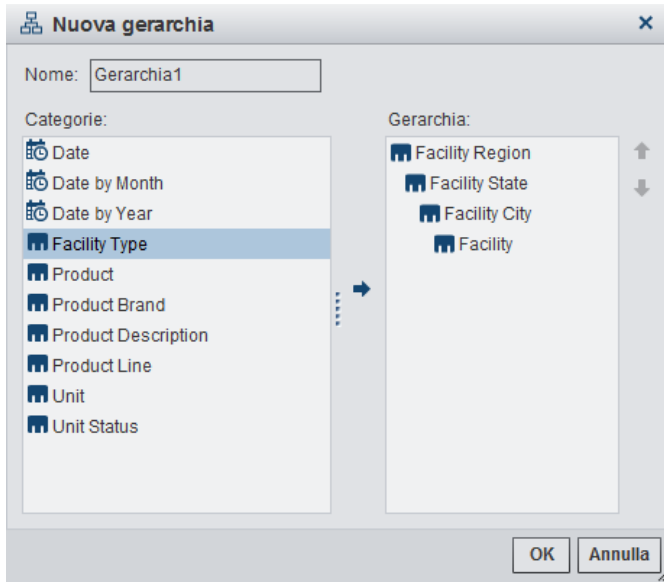 Nuova gerarchia
Nome: Gerarchia1
Categorie:
Date
Date by Month
Date by Year
Facility Type
Product
Product Brand
Product Description
Product Line
Unit
Unit Status
Gerarchia:
Facility Region
Facility State
Facility City
Facility
OK Annulla